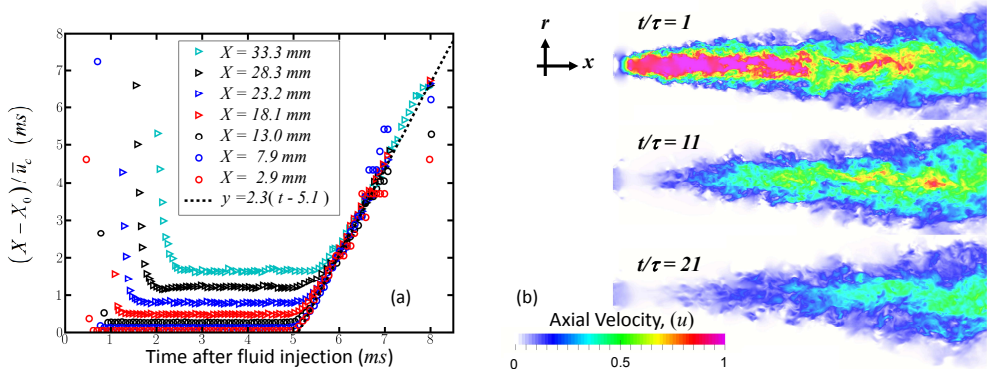 8
7
6
5
4
3
2
1
0
0 1 2 3 4 5 6 7 8
(X − X₀) / u̅_c (ms)
Time after fluid injection (ms)
X = 33.3 mm
X = 28.3 mm
X = 23.2 mm
X = 18.1 mm
X = 13.0 mm
X = 7.9 mm
X = 2.9 mm
y =2.3( t - 5.1 )
(a)
r
x
t/τ = 1
t/τ = 11
t/τ = 21
(b)
Axial Velocity, (u)
0 0.5 1